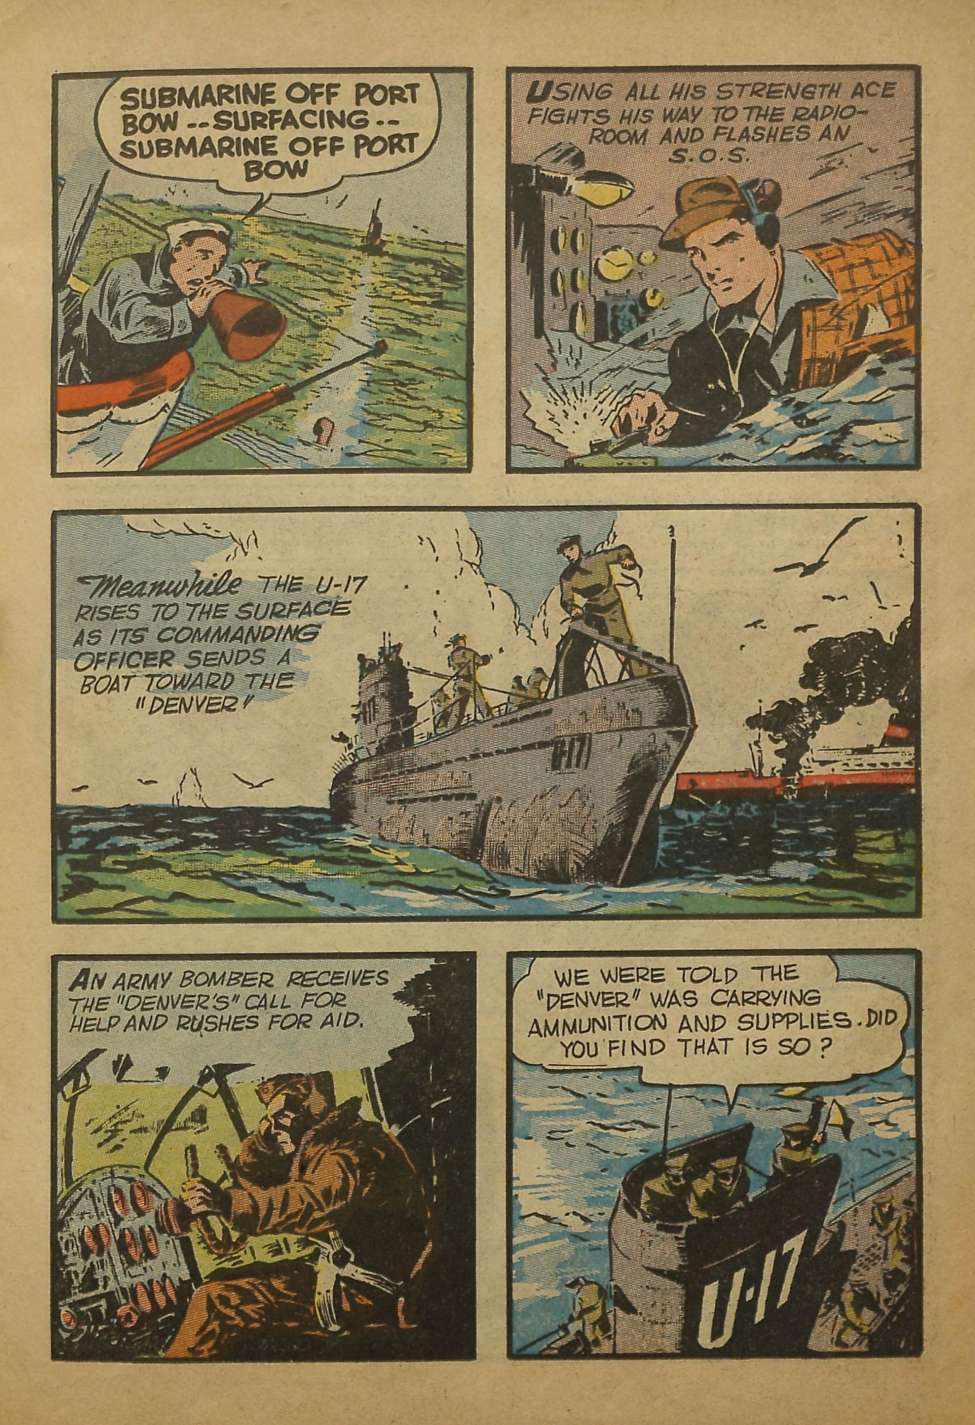 SUBMARINE OFF PORT
BOW -- SURFACING --
SUBMARINE OFF PORT
BOW
USING ALL HIS STRENGTH ACE
FIGHTS HIS WAY TO THE RADIO-
ROOM AND FLASHES AN
S.O.S.
Meanwhile THE U-17
RISES TO THE SURFACE
AS ITS COMMANDING
OFFICER SENDS A
BOAT TOWARD THE
"DENVER"
U-17
AN ARMY BOMBER RECEIVES
THE "DENVER'S" CALL FOR
HELP AND RUSHES FOR AID.
WE WERE TOLD THE
"DENVER" WAS CARRYING
AMMUNITION AND SUPPLIES. DID
YOU FIND THAT IS SO?
U-17